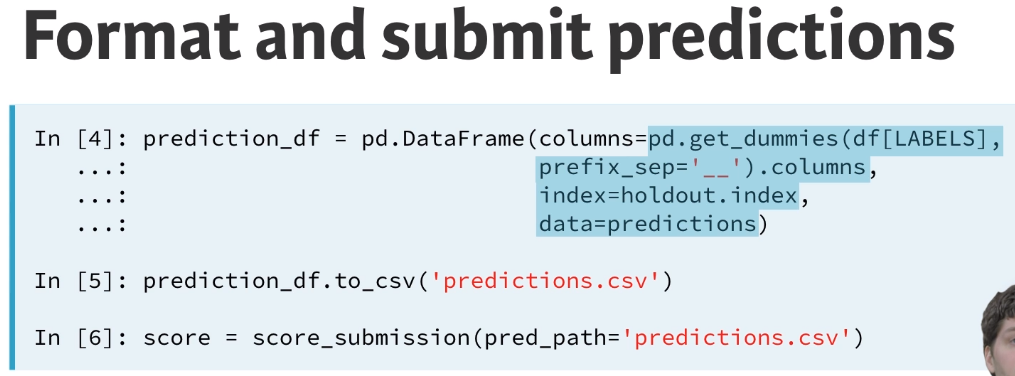 Format and submit predictions
In [4]: prediction_df = pd.DataFrame(columns=pd.get_dummies(df[LABELS],
...: prefix_sep='__').columns,
...: index=holdout.index,
...: data=predictions)
In [5]: prediction_df.to_csv('predictions.csv')
In [6]: score = score_submission(pred_path='predictions.csv')